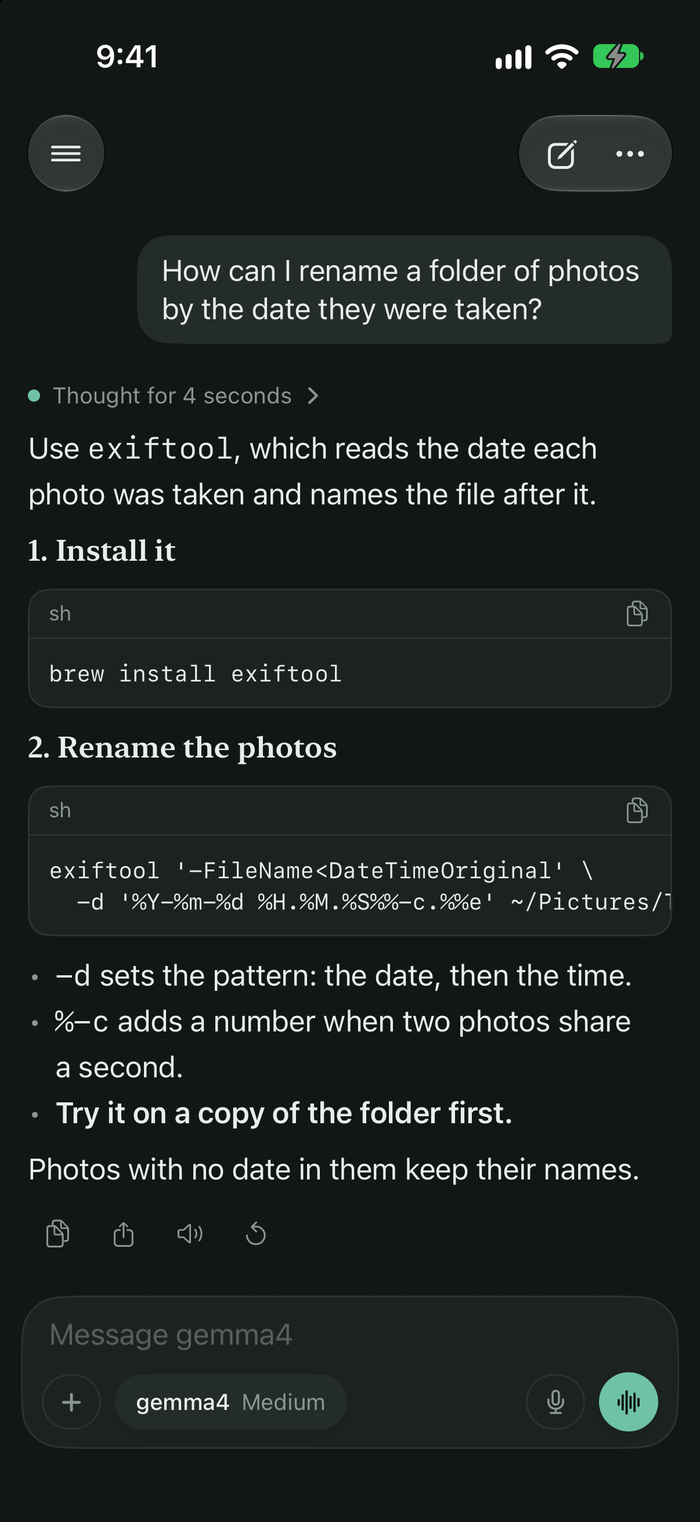 9:41
How can I rename a folder of photos
by the date they were taken?
Thought for 4 seconds
Use exiftool, which reads the date each
photo was taken and names the file after it.
1. Install it
sh
brew install exiftool
2. Rename the photos
sh
exiftool '-FileName<DateTimeOriginal' \
-d '%Y-%m-%d %H.%M.%S%%-c.%%e' ~/Pictures/
• -d sets the pattern: the date, then the time.
• %-c adds a number when two photos share
a second.
• Try it on a copy of the folder first.
Photos with no date in them keep their names.
Message gemma4
gemma4 Medium